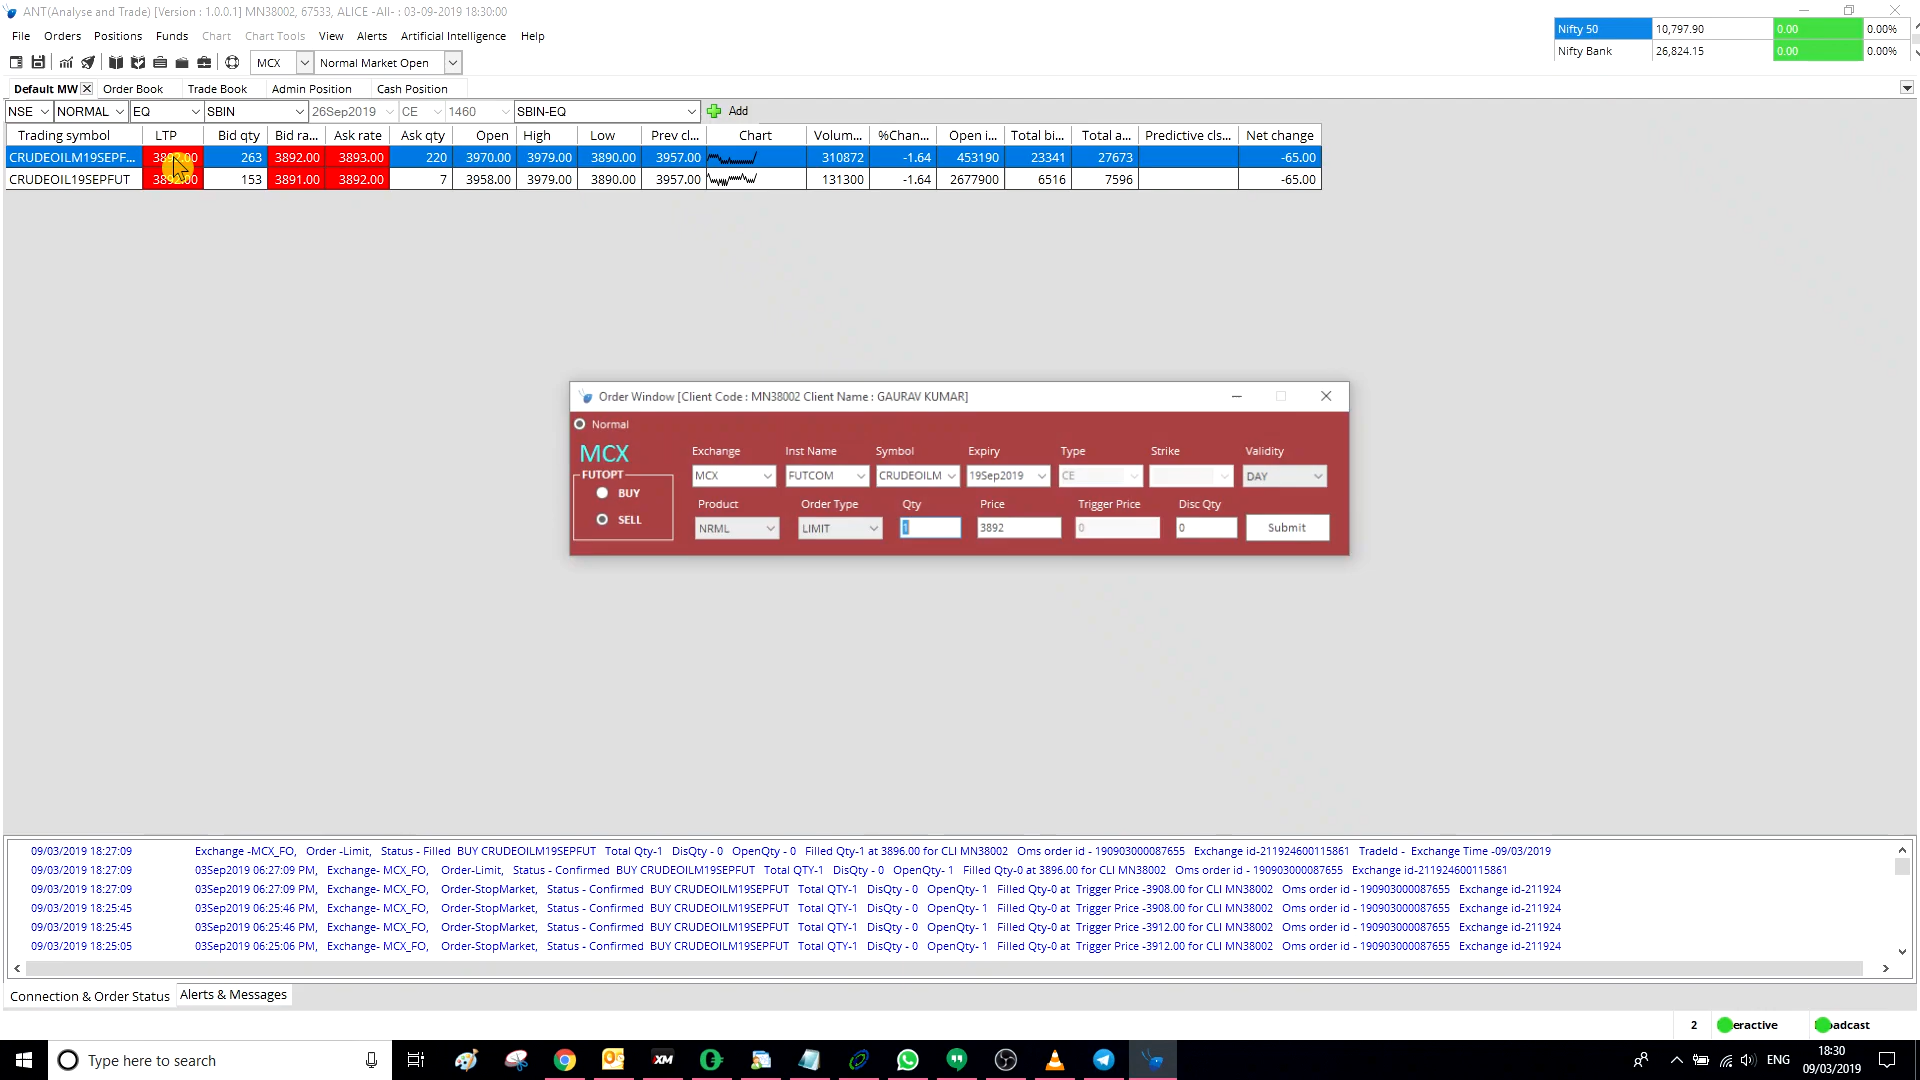 ANT(Analyse and Trade) [Version : 1.0.0.1] MN38002, 67533, ALICE -All- : 03-09-2019 18:30:00
File Orders Positions Funds Chart Chart Tools View Alerts Artificial Intelligence Help
Nifty 50 10,797.90 0.00 0.00%
Nifty Bank 26,824.15 0.00 0.00%
MCX Normal Market Open
Default MW Order Book Trade Book Admin Position Cash Position
NSE NORMAL EQ SBIN 26Sep2019 CE 1460 SBIN-EQ Add
Trading symbol LTP Bid qty Bid ra... Ask rate Ask qty Open High Low Prev cl... Chart Volum... %Chan... Open i... Total bi... Total a... Predictive cls... Net change
CRUDEOILM19SEPF... 263 3892.00 3893.00 220 3970.00 3979.00 3890.00 3957.00 310872 -1.64 453190 23341 27673 -65.00
CRUDEOIL19SEPFUT 153 3891.00 3892.00 7 3958.00 3979.00 3890.00 3957.00 131300 -1.64 2677900 6516 7596 -65.00
Order Window [Client Code : MN38002 Client Name : GAURAV KUMAR]
Normal
MCX
FUTOPT
BUY
SELL
Exchange Inst Name Symbol Expiry Type Strike Validity
MCX FUTCOM CRUDEOILM 19Sep2019 CE DAY
Product Order Type Qty Price Trigger Price Disc Qty
NRML LIMIT 1 3892 0 0 Submit
09/03/2019 18:27:09 Exchange -MCX_FO, Order -Limit, Status - Filled BUY CRUDEOILM19SEPFUT Total Qty-1 DisQty - 0 OpenQty - 0 Filled Qty-1 at 3896.00 for CLI MN38002 Oms order id - 190903000087655 Exchange id-211924600115861 TradeId - Exchange Time -09/03/2019
09/03/2019 18:27:09 03Sep2019 06:27:09 PM, Exchange- MCX_FO, Order-Limit, Status - Confirmed BUY CRUDEOILM19SEPFUT Total QTY-1 DisQty - 0 OpenQty- 1 Filled Qty-0 at 3896.00 for CLI MN38002 Oms order id - 190903000087655 Exchange id-211924600115861
09/03/2019 18:27:09 03Sep2019 06:27:09 PM, Exchange- MCX_FO, Order-StopMarket, Status - Confirmed BUY CRUDEOILM19SEPFUT Total QTY-1 DisQty - 0 OpenQty- 1 Filled Qty-0 at Trigger Price -3908.00 for CLI MN38002 Oms order id - 190903000087655 Exchange id-211924
09/03/2019 18:25:45 03Sep2019 06:25:46 PM, Exchange- MCX_FO, Order-StopMarket, Status - Confirmed BUY CRUDEOILM19SEPFUT Total QTY-1 DisQty - 0 OpenQty- 1 Filled Qty-0 at Trigger Price -3908.00 for CLI MN38002 Oms order id - 190903000087655 Exchange id-211924
09/03/2019 18:25:45 03Sep2019 06:25:46 PM, Exchange- MCX_FO, Order-StopMarket, Status - Confirmed BUY CRUDEOILM19SEPFUT Total QTY-1 DisQty - 0 OpenQty- 1 Filled Qty-0 at Trigger Price -3912.00 for CLI MN38002 Oms order id - 190903000087655 Exchange id-211924
09/03/2019 18:25:05 03Sep2019 06:25:06 PM, Exchange- MCX_FO, Order-StopMarket, Status - Confirmed BUY CRUDEOILM19SEPFUT Total QTY-1 DisQty - 0 OpenQty- 1 Filled Qty-0 at Trigger Price -3912.00 for CLI MN38002 Oms order id - 190903000087655 Exchange id-211924
Connection & Order Status Alerts & Messages
2 eractive adcast
Type here to search XM ENG 18:30
09/03/2019